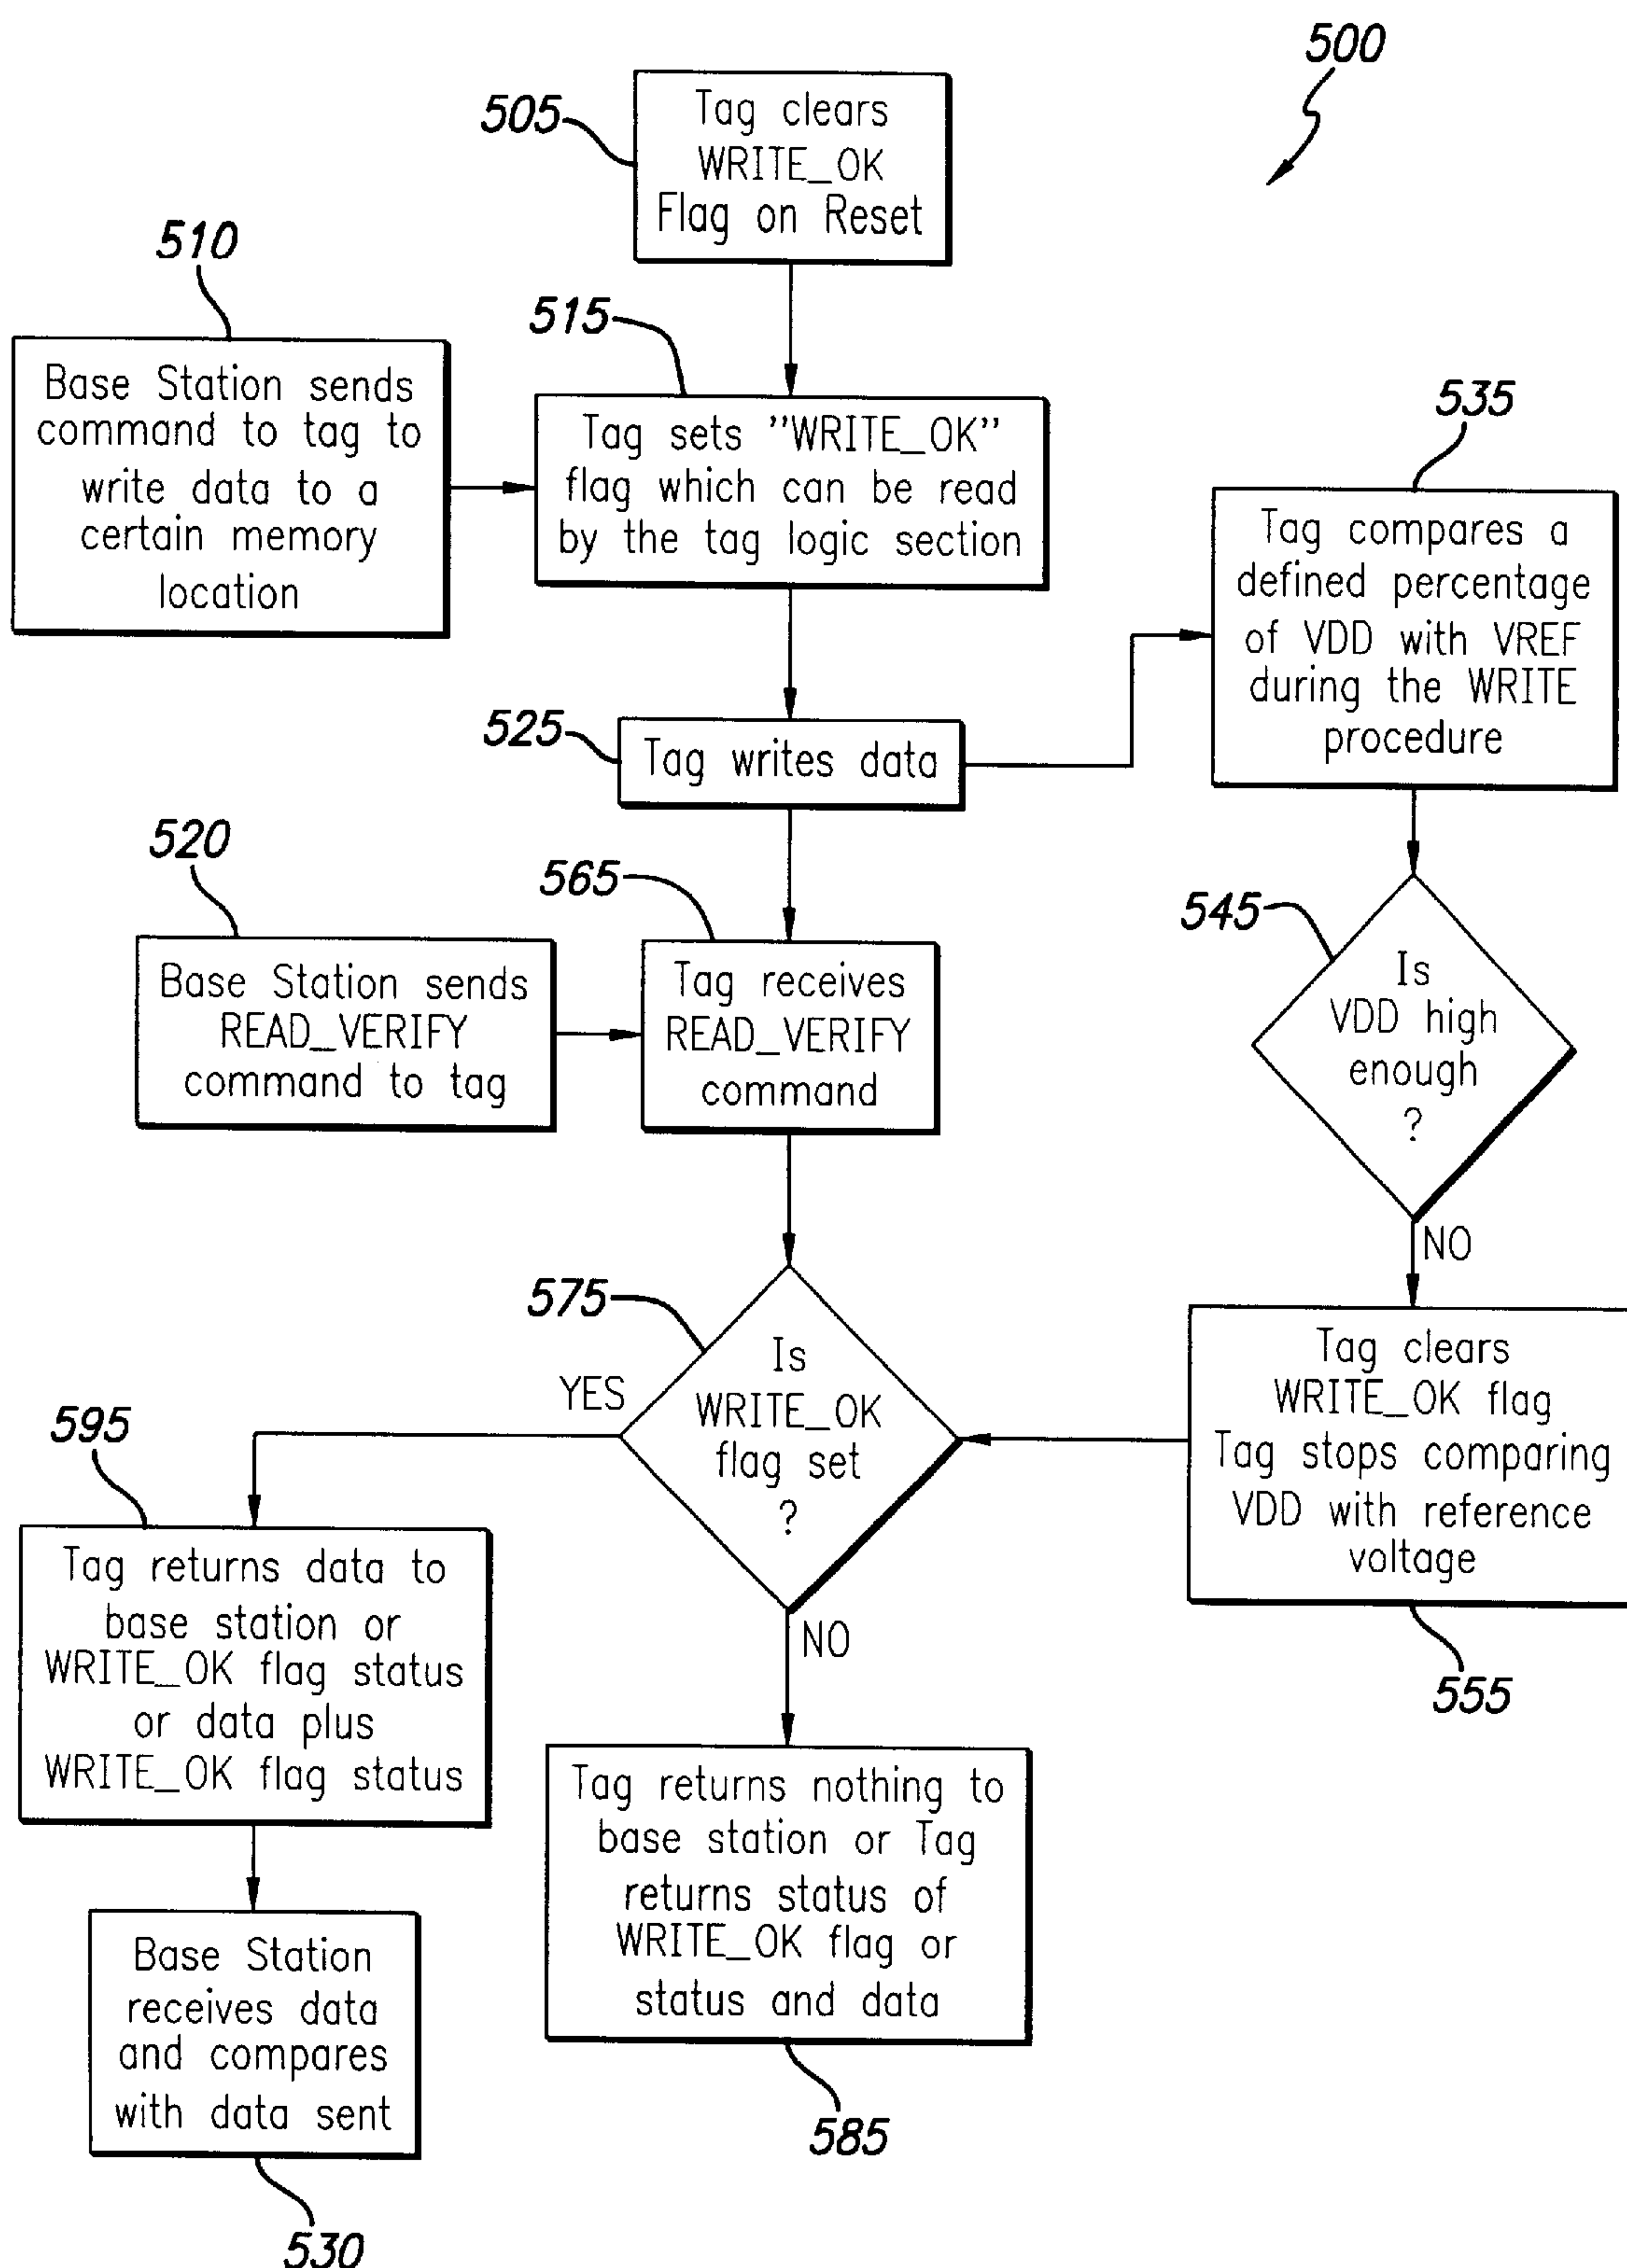 500
505
Tag clears
WRITE_OK
Flag on Reset
510
Base Station sends
command to tag to
write data to a
certain memory
location
515
Tag sets "WRITE_OK"
flag which can be read
by the tag logic section
535
Tag compares a
defined percentage
of VDD with VREF
during the WRITE
procedure
525
Tag writes data
520
Base Station sends
READ_VERIFY
command to tag
565
Tag receives
READ_VERIFY
command
545
Is
VDD high
enough
?
NO
575
Is
WRITE_OK
flag set
?
YES
NO
Tag clears
WRITE_OK flag
Tag stops comparing
VDD with reference
voltage
555
595
Tag returns data to
base station or
WRITE_OK flag status
or data plus
WRITE_OK flag status
Tag returns nothing to
base station or Tag
returns status of
WRITE_OK flag or
status and data
585
Base Station
receives data
and compares
with data sent
530